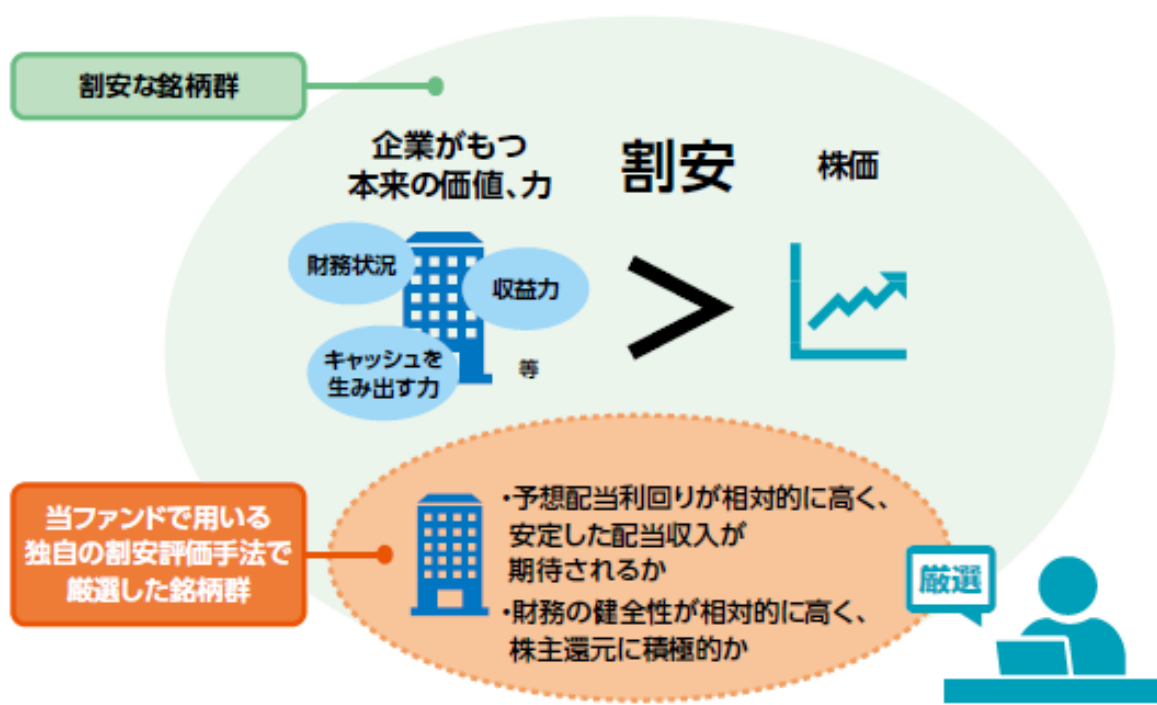 割安な銘柄群
企業がもつ
本来の価値、力
割安
株価
財務状況
収益力
キャッシュを
生み出す力
等
当ファンドで用いる
独自の割安評価手法で
厳選した銘柄群
・予想配当利回りが相対的に高く、
安定した配当収入が
期待されるか
・財務の健全性が相対的に高く、
株主還元に積極的か
厳選